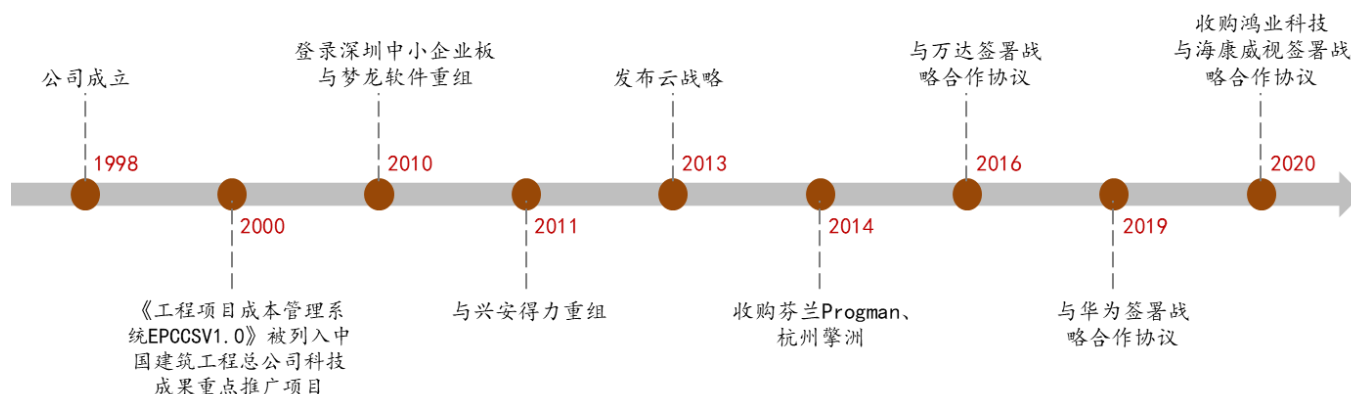 公司成立
1998
2000
《工程项目成本管理系
统EPCCSV1.0》被列入中
国建筑工程总公司科技
成果重点推广项目
登录深圳中小企业板
与梦龙软件重组
2010
2011
与兴安得力重组
发布云战略
2013
2014
收购芬兰Progman、
杭州擎洲
与万达签署战
略合作协议
2016
2019
与华为签署战
略合作协议
收购鸿业科技
与海康威视签署战
略合作协议
2020